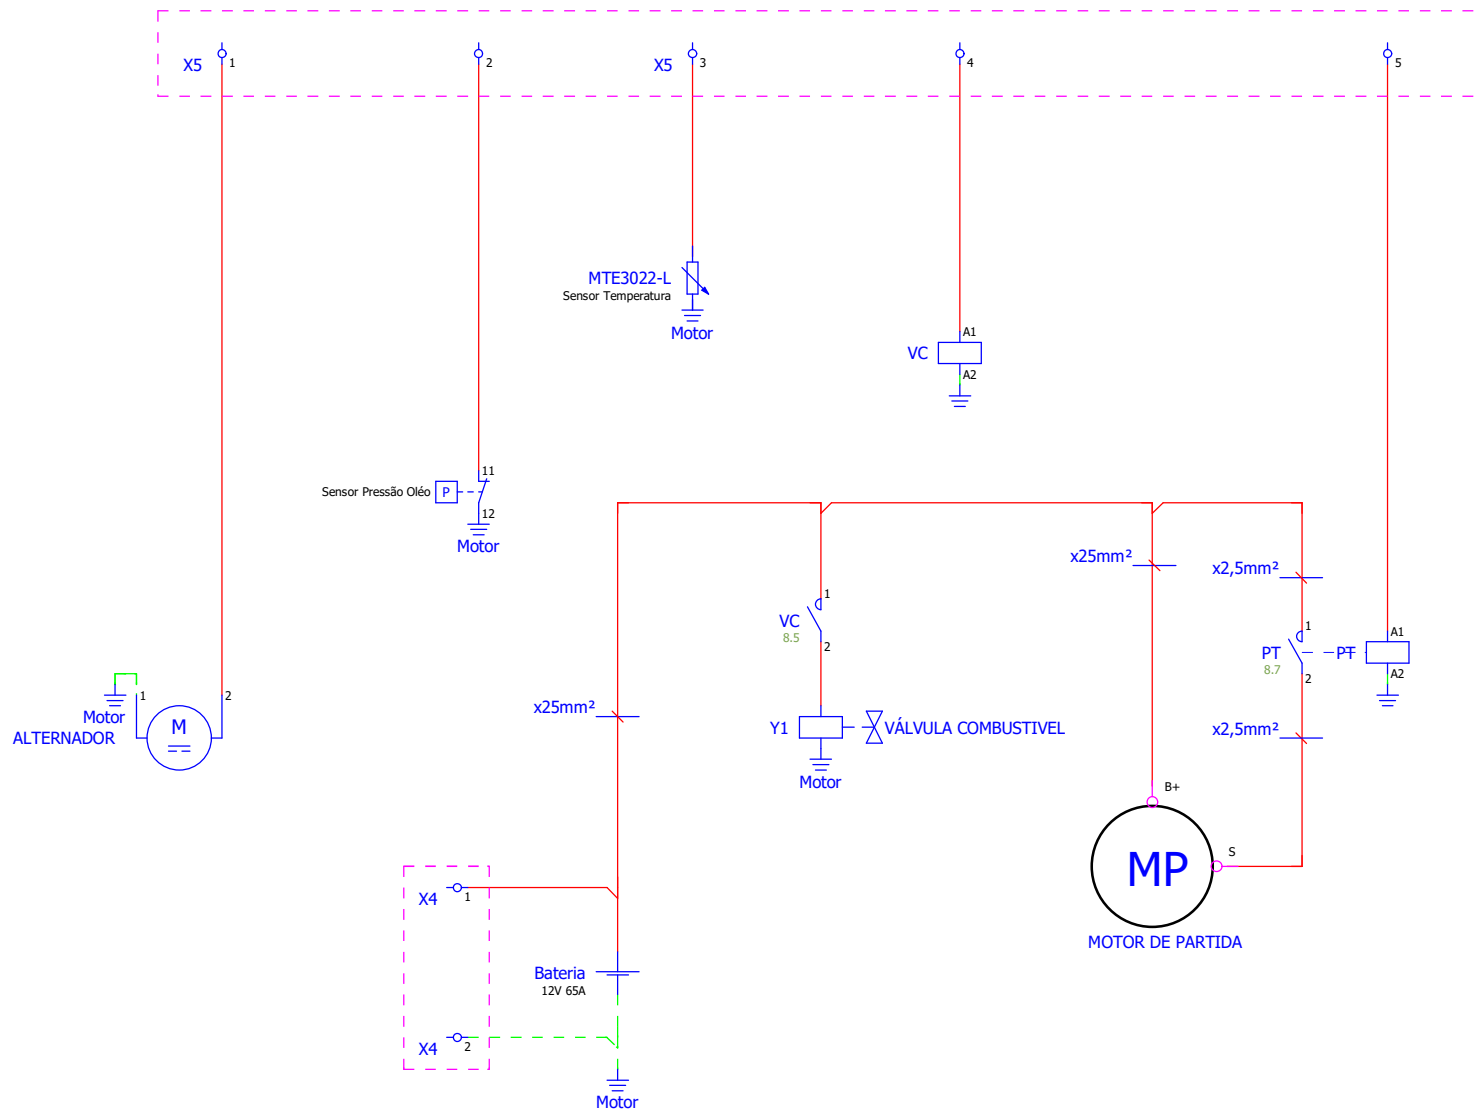 X5 1 2 X5 3 4 5
MTE3022-L
Sensor Temperatura
Motor
A1
VC
A2
11
Sensor Pressão Oléo P
12
Motor
x25mm²
x2,5mm²
1
VC
8.5
2
1
PT
8.7
2
PT
A1
A2
1 2
Motor
M
ALTERNADOR
x25mm²
Y1 VÁLVULA COMBUSTIVEL
Motor
x2,5mm²
B+
S
MP
MOTOR DE PARTIDA
X4 1
Bateria
12V 65A
X4 2
Motor